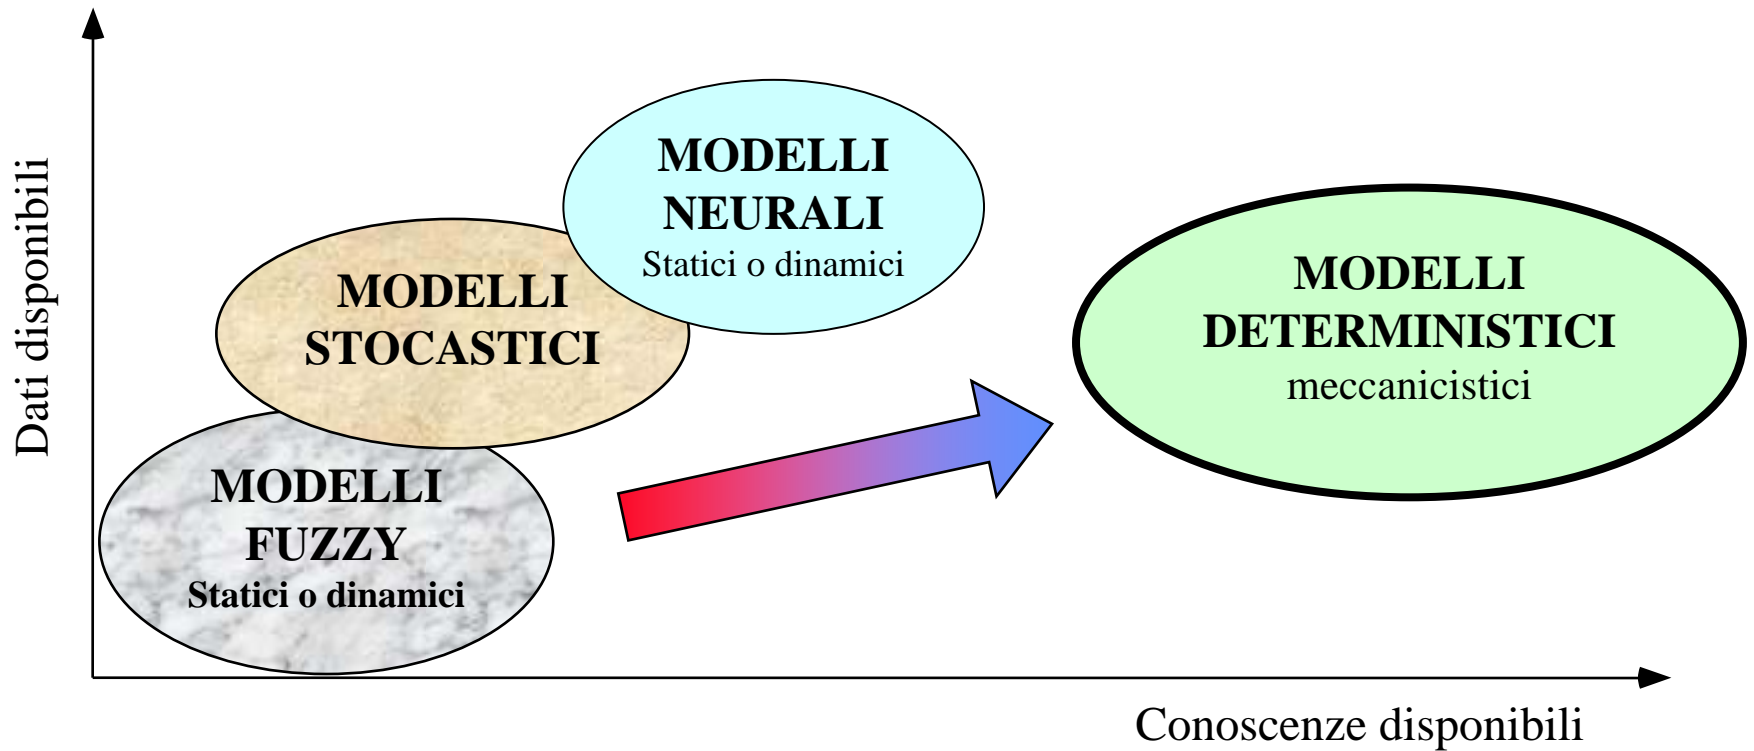 Dati disponibili
MODELLI
NEURALI
Statici o dinamici
MODELLI
STOCASTICI
MODELLI
DETERMINISTICI
meccanicistici
MODELLI
FUZZY
Statici o dinamici
Conoscenze disponibili